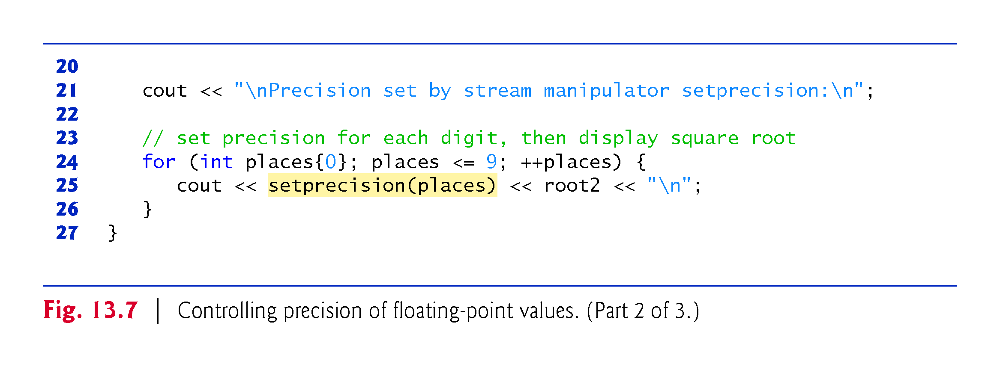 20
21 cout << "\nPrecision set by stream manipulator setprecision:\n";
22
23 // set precision for each digit, then display square root
24 for (int places{0}; places <= 9; ++places) {
25 cout << setprecision(places) << root2 << "\n";
26 }
27 }
Fig. 13.7 | Controlling precision of floating-point values. (Part 2 of 3.)